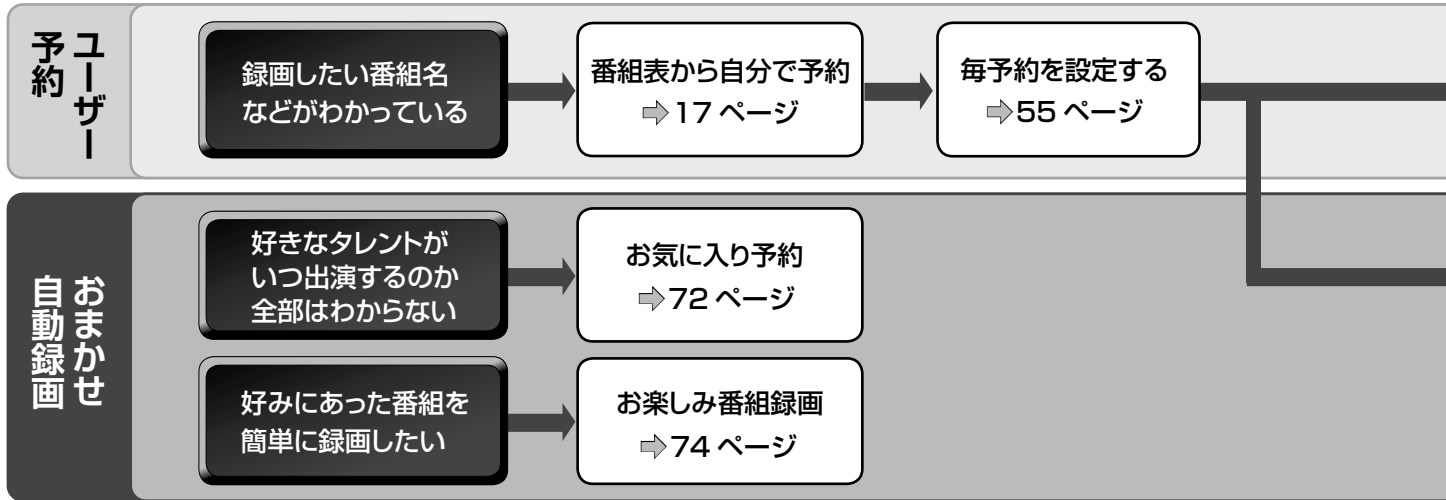 ユーザー
予約
録画したい番組名
などがわかっている
番組表から自分で予約
⇨17 ページ
毎予約を設定する
⇨55 ページ
おまかせ
自動録画
好きなタレントが
いつ出演するのか
全部はわからない
お気に入り予約
⇨72 ページ
好みにあった番組を
簡単に録画したい
お楽しみ番組録画
⇨74 ページ